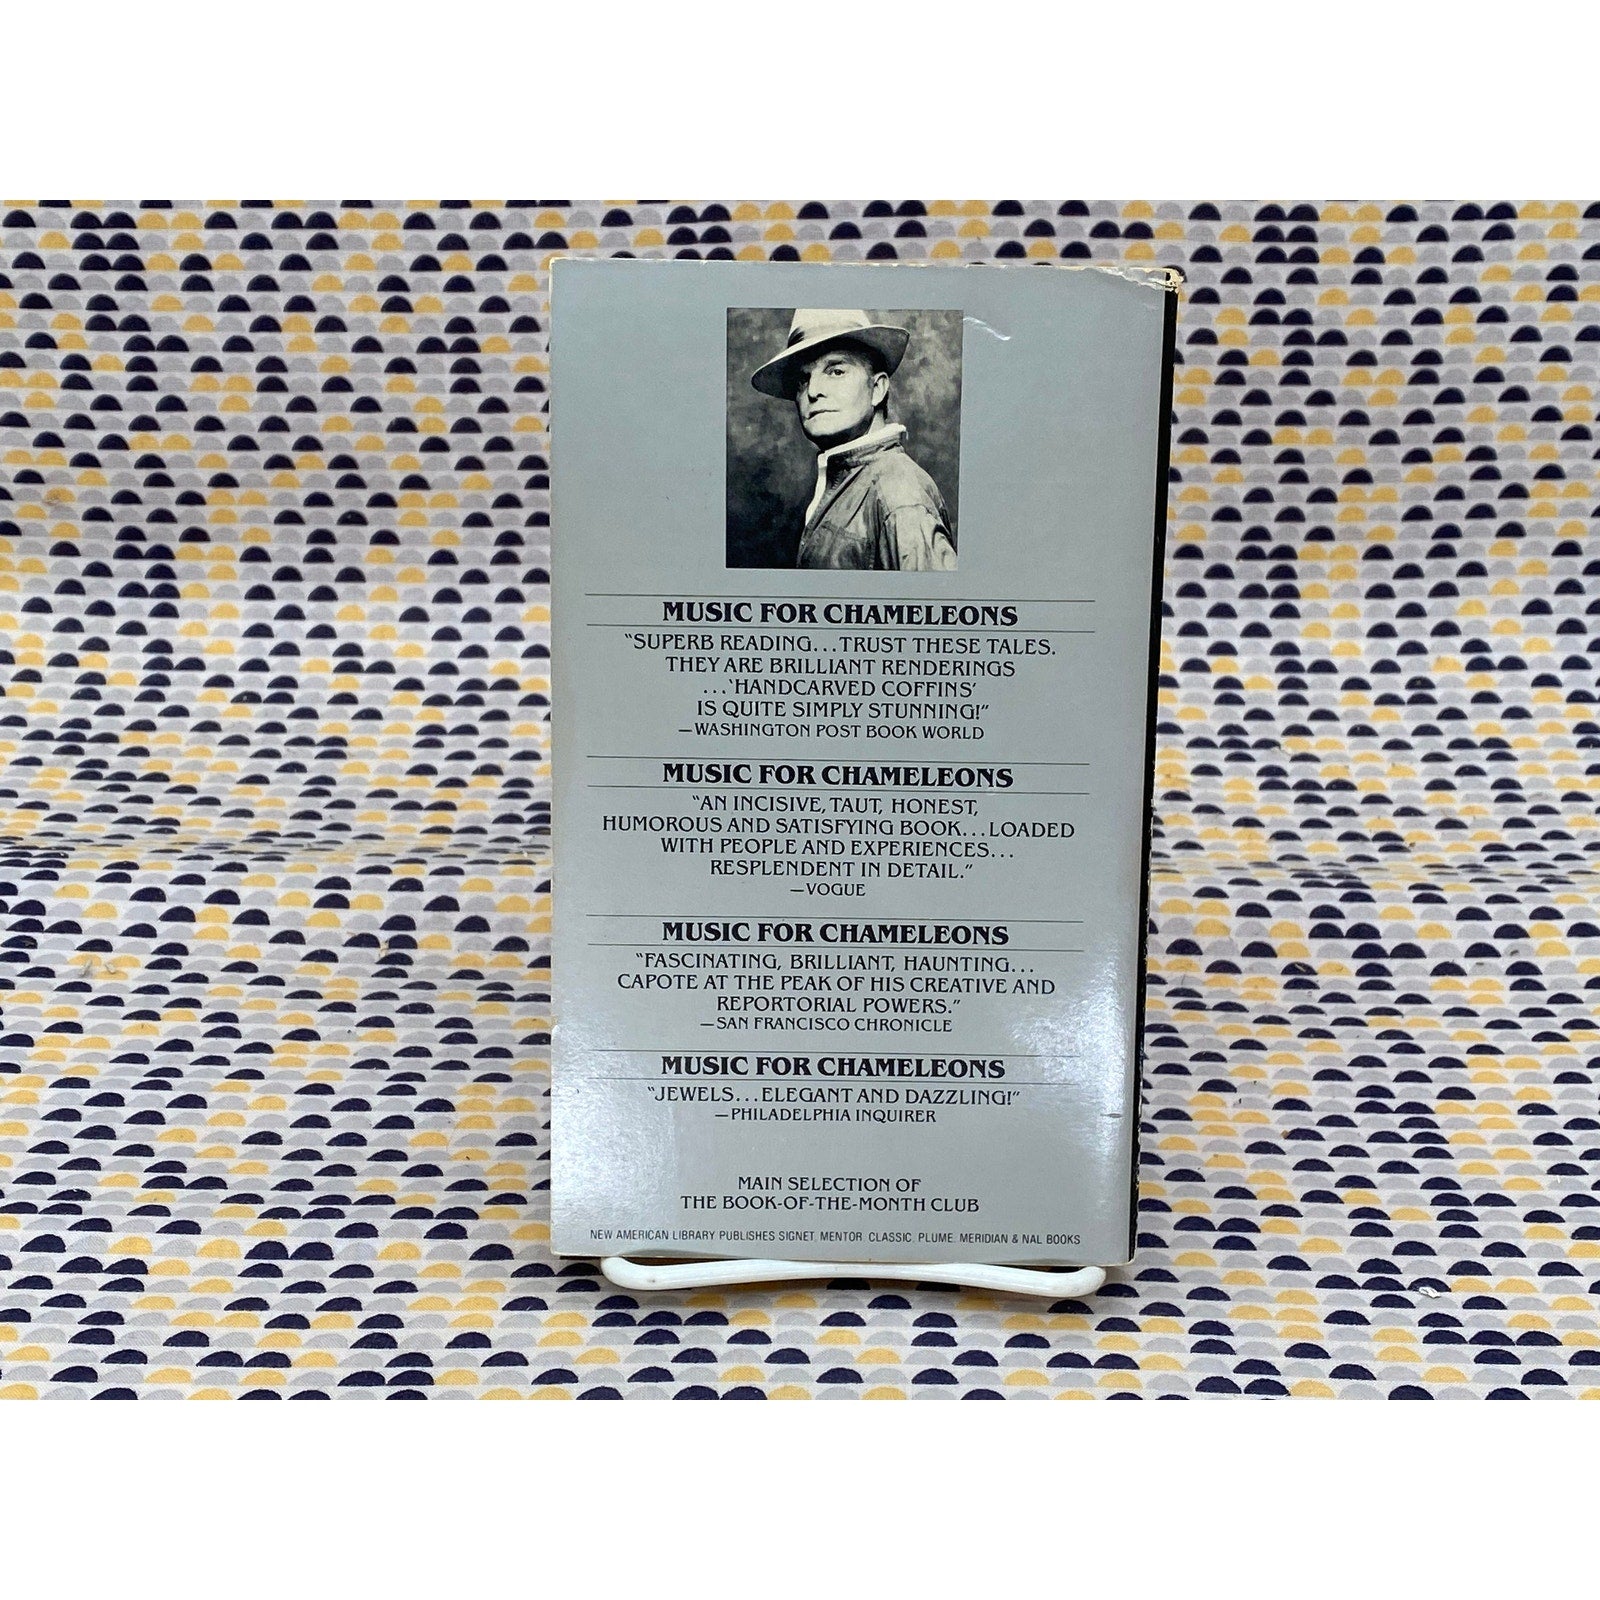 MUSIC FOR CHAMELEONS
"SUPERB READING...TRUST THESE TALES.
THEY ARE BRILLIANT RENDERINGS
...'HANDCARVED COFFINS'
IS QUITE SIMPLY STUNNING!"
—WASHINGTON POST BOOK WORLD
MUSIC FOR CHAMELEONS
"AN INCISIVE, TAUT, HONEST,
HUMOROUS AND SATISFYING BOOK...LOADED
WITH PEOPLE AND EXPERIENCES...
RESPLENDENT IN DETAIL."
—VOGUE
MUSIC FOR CHAMELEONS
"FASCINATING, BRILLIANT, HAUNTING...
CAPOTE AT THE PEAK OF HIS CREATIVE AND
REPORTORIAL POWERS."
—SAN FRANCISCO CHRONICLE
MUSIC FOR CHAMELEONS
"JEWELS...ELEGANT AND DAZZLING!"
—PHILADELPHIA INQUIRER
MAIN SELECTION OF
THE BOOK-OF-THE-MONTH CLUB
NEW AMERICAN LIBRARY PUBLISHES SIGNET, MENTOR, CLASSIC, PLUME, MERIDIAN & NAL BOOKS